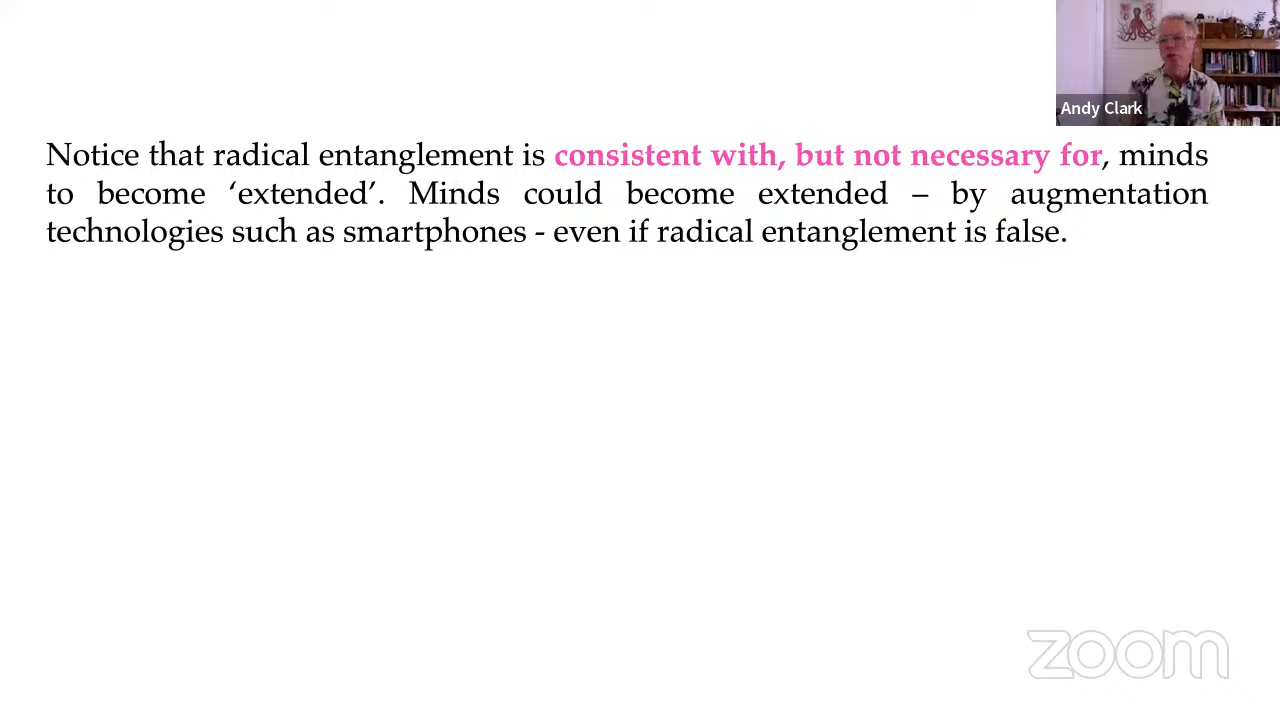 Andy Clark
Notice that radical entanglement is consistent with, but not necessary for, minds
to become ‘extended’. Minds could become extended – by augmentation
technologies such as smartphones - even if radical entanglement is false.
zoom